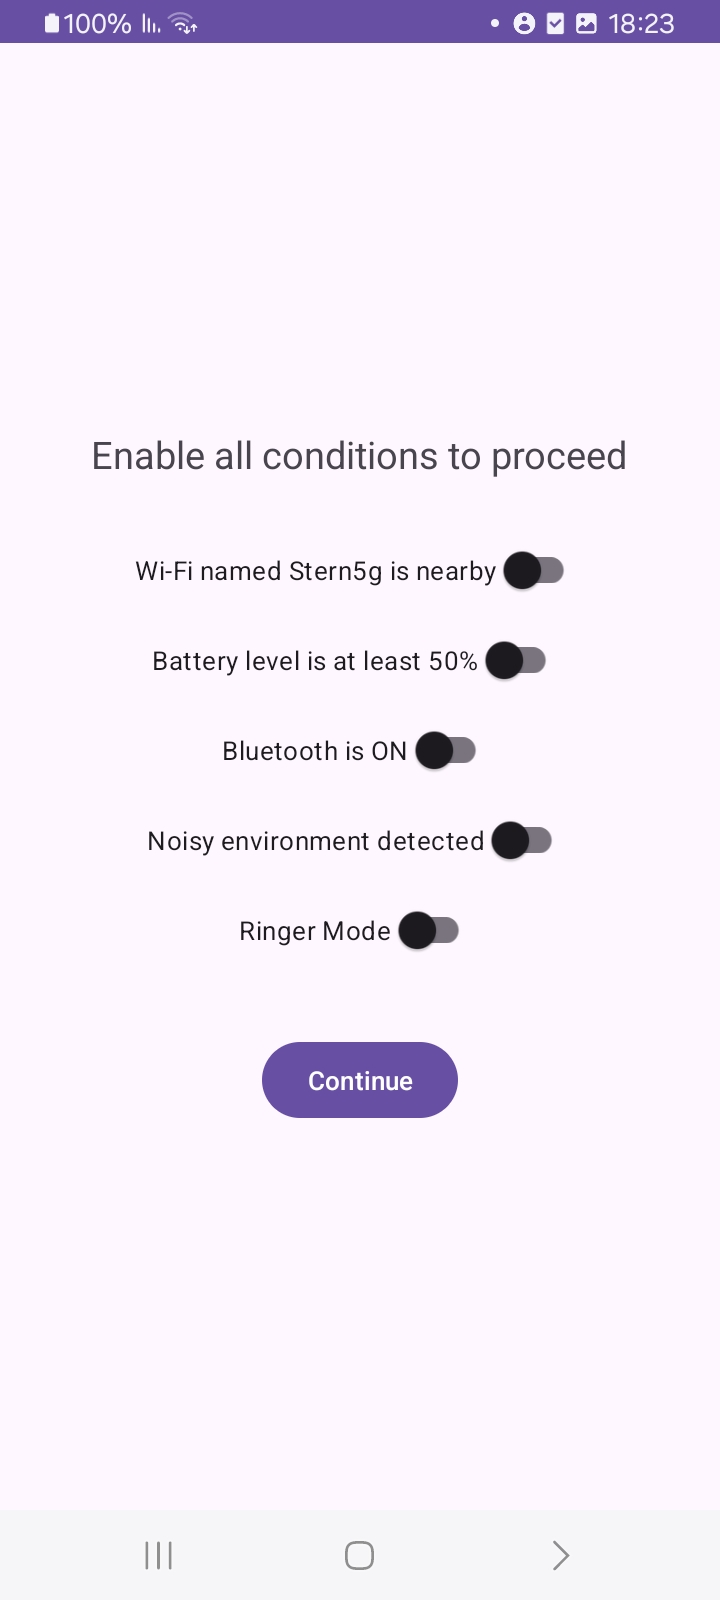 100%
18:23
Enable all conditions to proceed
Wi-Fi named Stern5g is nearby
Battery level is at least 50%
Bluetooth is ON
Noisy environment detected
Ringer Mode
Continue